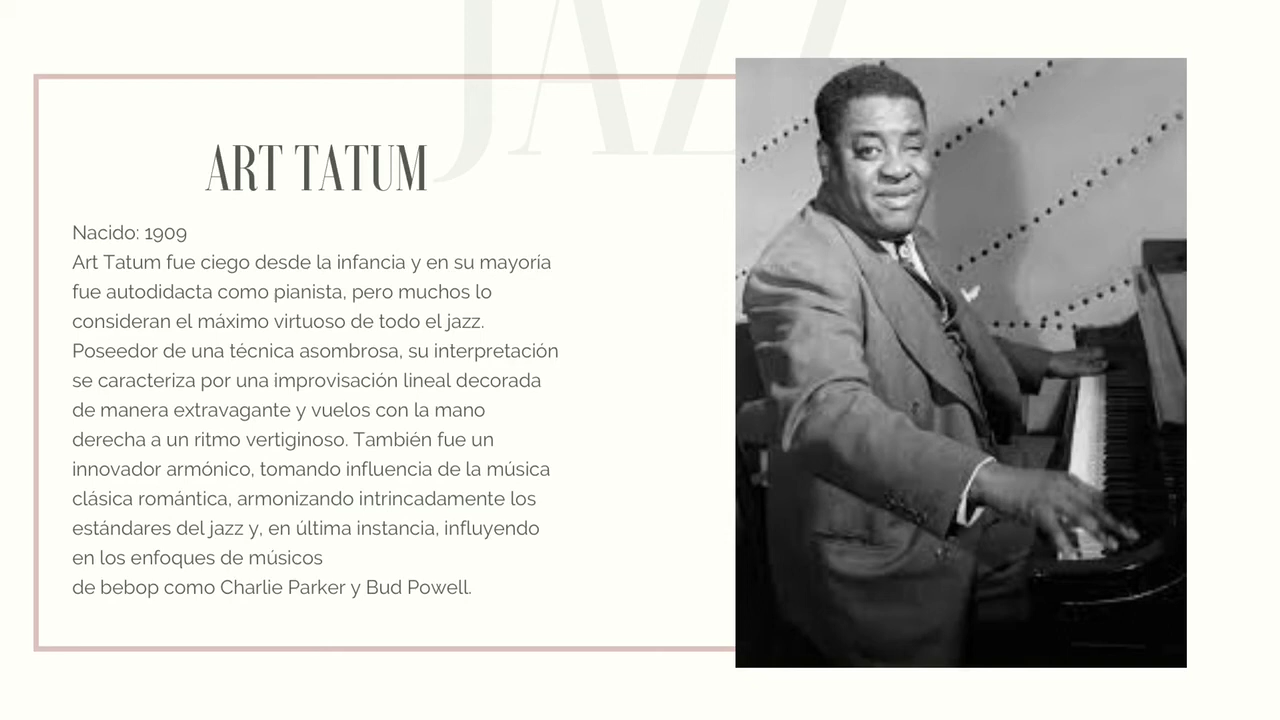 JAZZ
ART TATUM
Nacido: 1909
Art Tatum fue ciego desde la infancia y en su mayoría
fue autodidacta como pianista, pero muchos lo
consideran el máximo virtuoso de todo el jazz.
Poseedor de una técnica asombrosa, su interpretación
se caracteriza por una improvisación lineal decorada
de manera extravagante y vuelos con la mano
derecha a un ritmo vertiginoso. También fue un
innovador armónico, tomando influencia de la música
clásica romántica, armonizando intrincadamente los
estándares del jazz y, en última instancia, influyendo
en los enfoques de músicos
de bebop como Charlie Parker y Bud Powell.